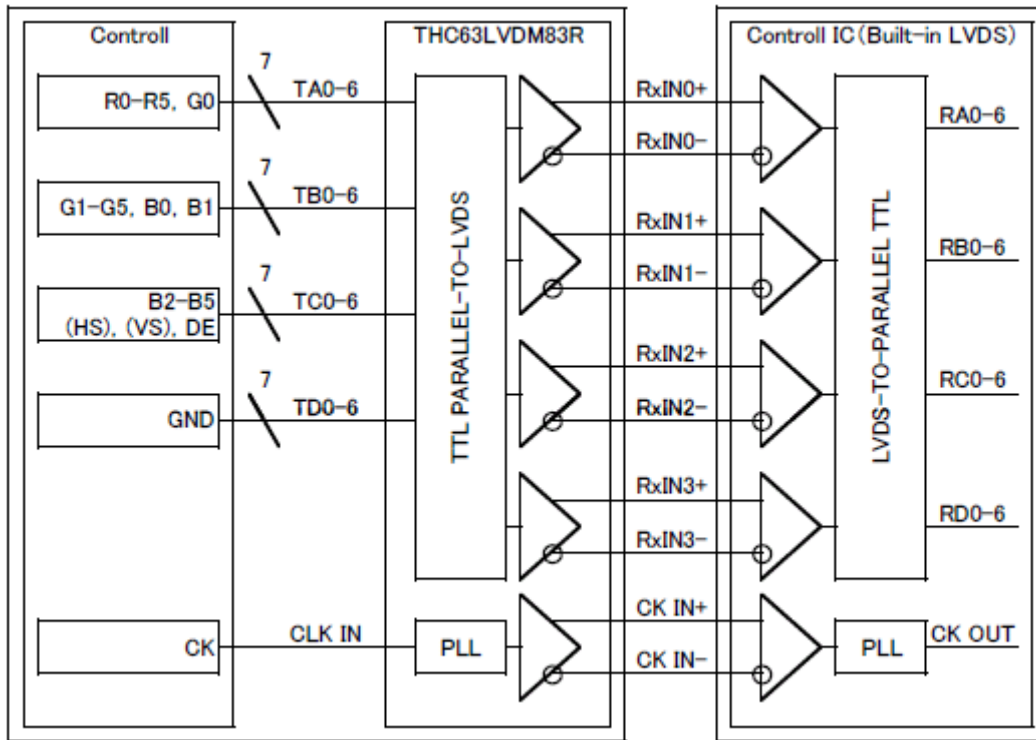 Controll
THC63LVDM83R
Controll IC(Built-in LVDS)
7
R0-R5, G0
TA0-6
RxIN0+
RxIN0-
RA0-6
7
G1-G5, B0, B1
TB0-6
RxIN1+
RxIN1-
RB0-6
7
B2-B5
(HS), (VS), DE
TC0-6
RxIN2+
RxIN2-
RC0-6
7
GND
TD0-6
RxIN3+
RxIN3-
RD0-6
TTL PARALLEL-TO-LVDS
LVDS-TO-PARALLEL TTL
CK
CLK IN
PLL
CK IN+
CK IN-
PLL
CK OUT